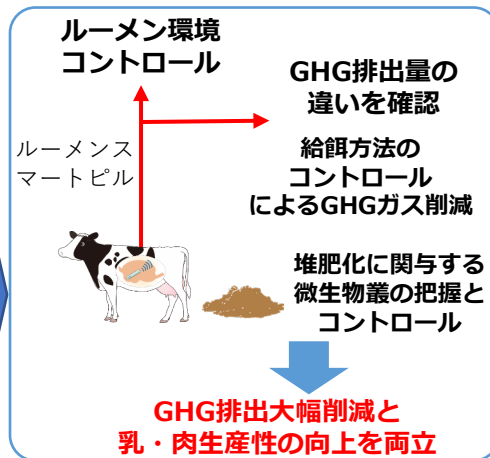 ルーメン環境
コントロール
GHG排出量の
違いを確認
ルーメンス
マートピル
給餌方法の
コントロール
によるGHGガス削減
堆肥化に関与する
微生物叢の把握と
コントロール
GHG排出大幅削減と
乳・肉生産性の向上を両立